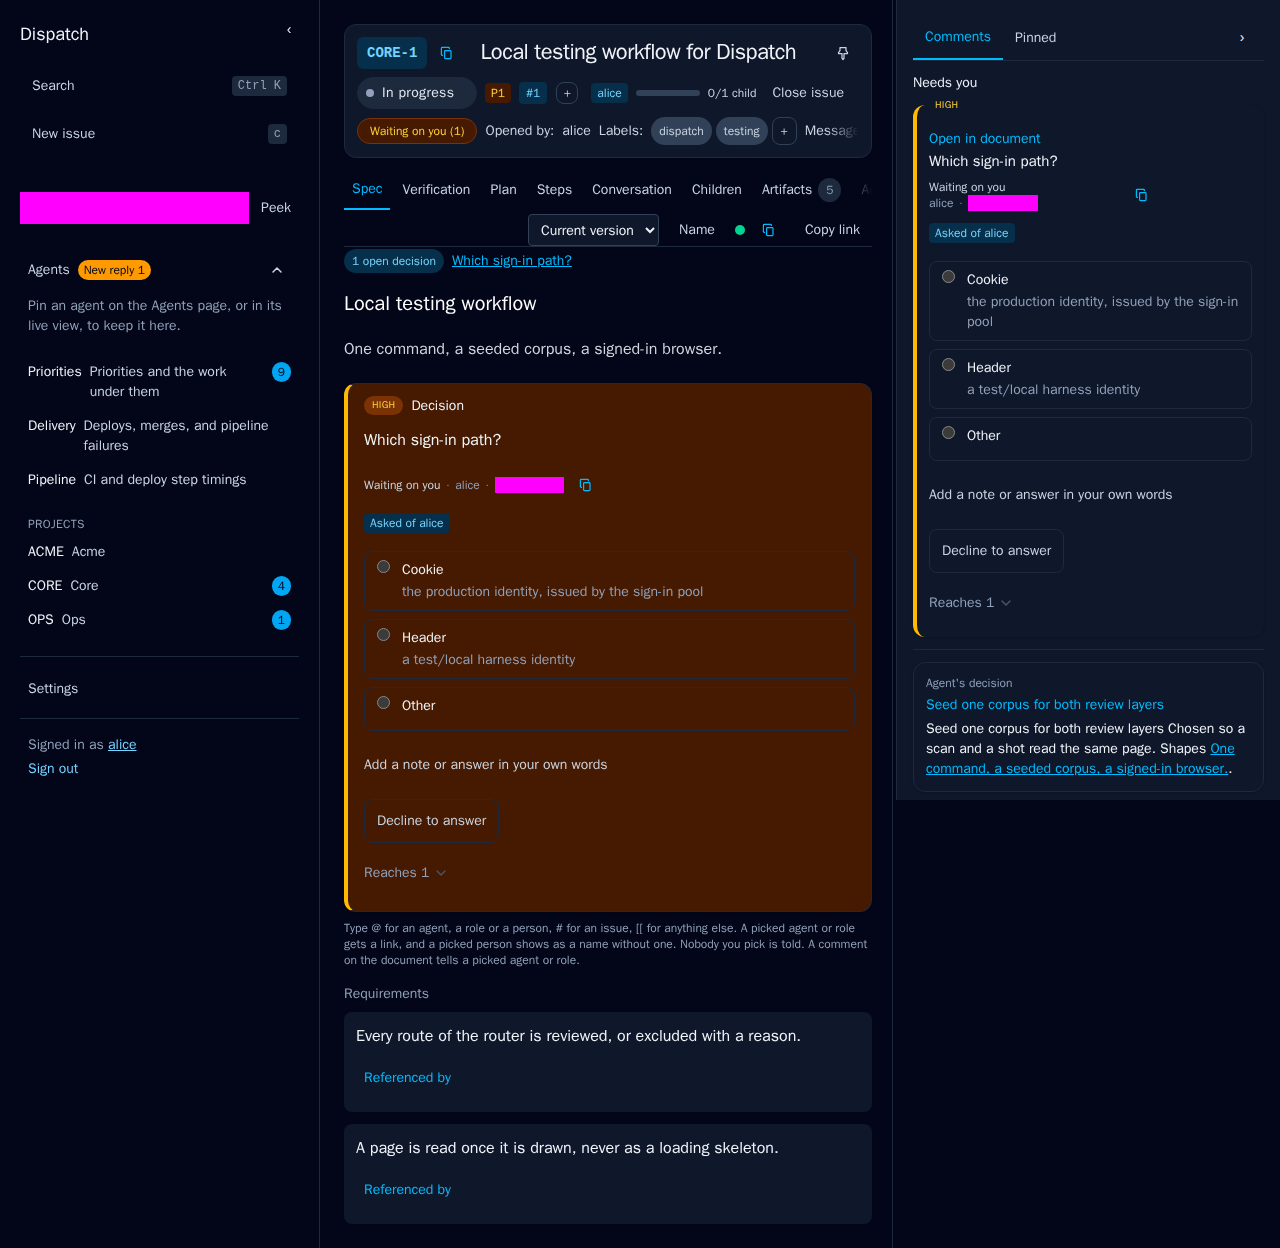 Dispatch
Search
Ctrl K
New issue
C
Peek
Agents
New reply 1
Pin an agent on the Agents page, or in its
live view, to keep it here.
Priorities
Priorities and the work
under them
9
Delivery
Deploys, merges, and pipeline
failures
Pipeline
CI and deploy step timings
PROJECTS
ACME
Acme
CORE
Core
4
OPS
Ops
1
Settings
Signed in as alice
Sign out
CORE-1
Local testing workflow for Dispatch
In progress
P1
#1
+
alice
0/1 child
Close issue
Waiting on you (1)
Opened by:
alice
Labels:
dispatch
testing
+
Message
Spec
Verification
Plan
Steps
Conversation
Children
Artifacts
5
Current version
Name
Copy link
1 open decision
Which sign-in path?
Local testing workflow
One command, a seeded corpus, a signed-in browser.
HIGH
Decision
Which sign-in path?
Waiting on you · alice ·
Asked of alice
Cookie
the production identity, issued by the sign-in pool
Header
a test/local harness identity
Other
Add a note or answer in your own words
Decline to answer
Reaches 1
Type @ for an agent, a role or a person, # for an issue, [[ for anything else. A picked agent or role
gets a link, and a picked person shows as a name without one. Nobody you pick is told. A comment
on the document tells a picked agent or role.
Requirements
Every route of the router is reviewed, or excluded with a reason.
Referenced by
A page is read once it is drawn, never as a loading skeleton.
Referenced by
Comments
Pinned
Needs you
HIGH
Open in document
Which sign-in path?
Waiting on you
alice ·
Asked of alice
Cookie
the production identity, issued by the sign-in
pool
Header
a test/local harness identity
Other
Add a note or answer in your own words
Decline to answer
Reaches 1
Agent's decision
Seed one corpus for both review layers
Seed one corpus for both review layers Chosen so a
scan and a shot read the same page. Shapes One
command, a seeded corpus, a signed-in browser..